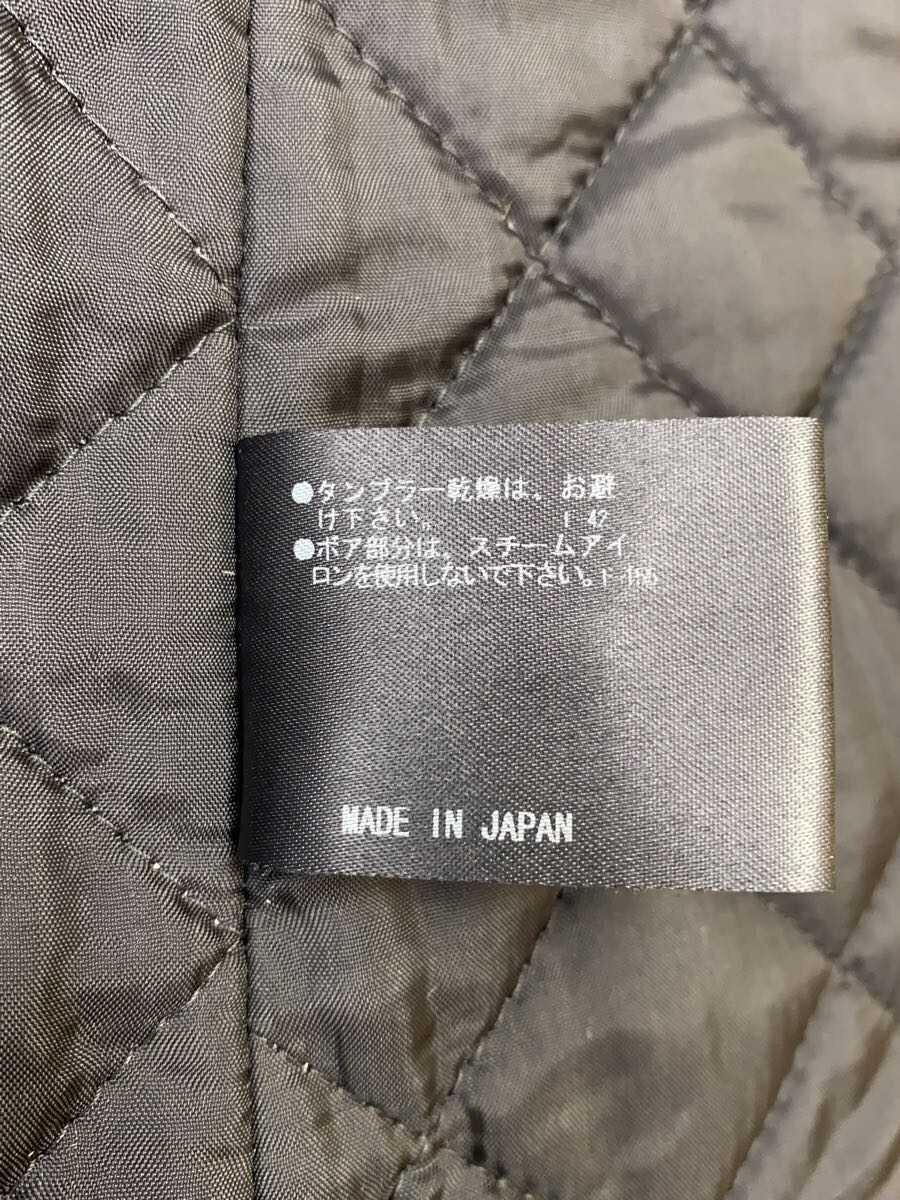 ●タンブラー乾燥は、お避
け下さい。
●ボア部分は、スチームアイ
ロンを使用しないで下さい。
MADE IN JAPAN